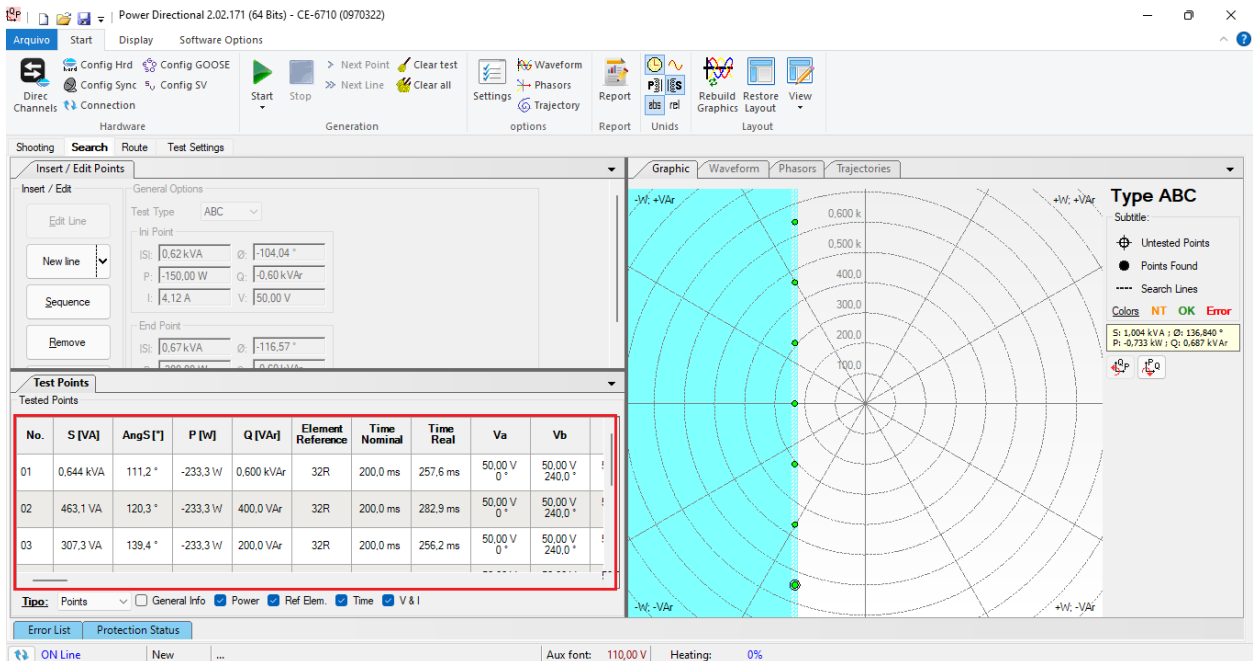 Power Directional 2.02.171 (64 Bits) - CE-6710 (0970322)
Arquivo Start Display Software Options
Direc Channels
Config Hrd
Config GOOSE
Config Sync
Config SV
Connection
Hardware
Start
Stop
Next Point
Clear test
Next Line
Clear all
Generation
Settings
Waveform
Phasors
Trajectory
options
Report
Report
abs rel
Unids
Rebuild Graphics
Restore Layout
View
Layout
Shooting Search Route Test Settings
Insert / Edit Points
Insert / Edit
Edit Line
New line
Sequence
Remove
General Options
Test Type ABC
Ini Point
|S|: 0,62 kVA Ø: -104,04 °
P: -150,00 W Q: -0,60 kVAr
I: 4,12 A V: 50,00 V
End Point
|S|: 0,67 kVA Ø: -116,57 °
Test Points
Tested Points
No. S [VA] AngS [°] P [W] Q [VAr] Element Reference Time Nominal Time Real Va Vb
01 0,644 kVA 111,2 ° -233,3 W 0,600 kVAr 32R 200,0 ms 257,6 ms 50,00 V 0 ° 50,00 V 240,0 °
02 463,1 VA 120,3 ° -233,3 W 400,0 VAr 32R 200,0 ms 282,9 ms 50,00 V 0 ° 50,00 V 240,0 °
03 307,3 VA 139,4 ° -233,3 W 200,0 VAr 32R 200,0 ms 256,2 ms 50,00 V 0 ° 50,00 V 240,0 °
Tipo: Points General Info Power Ref Elem. Time V & I
Graphic Waveform Phasors Trajectories
-W; +VAr
+W; +VAr
0,600 k
0,500 k
400,0
300,0
200,0
100,0
-W; -VAr
+W; -VAr
Type ABC
Subtitle:
Untested Points
Points Found
Search Lines
Colors NT OK Error
S: 1,004 kVA ; Ø: 136,840 °
P: -0,733 kW ; Q: 0,687 kVAr
Error List Protection Status
ON Line New ... Aux font: 110,00 V Heating: 0%